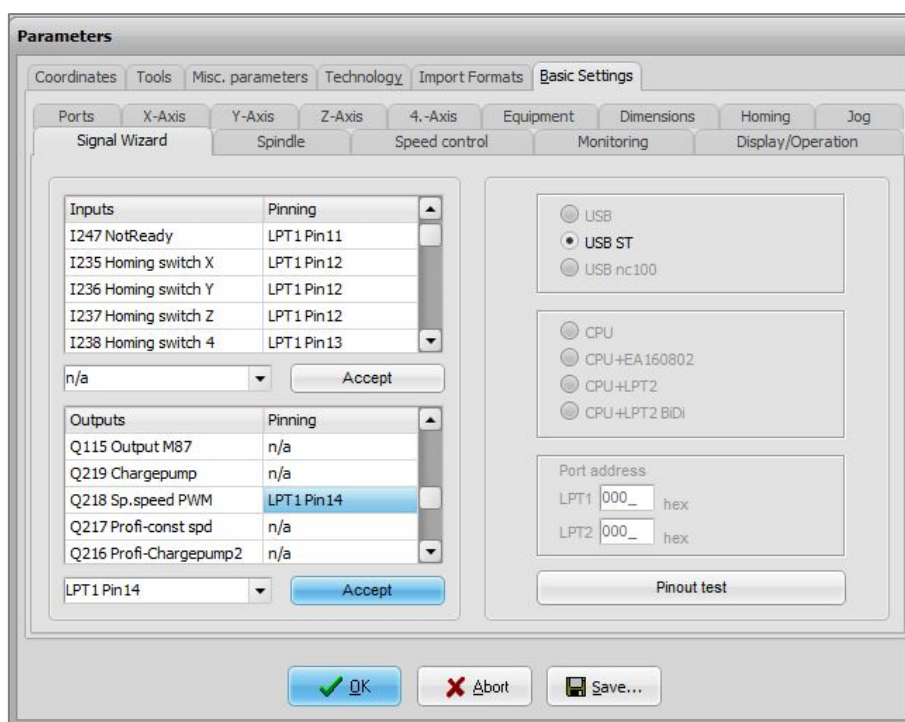 Parameters
Coordinates Tools Misc. parameters Technology Import Formats Basic Settings
Ports X-Axis Y-Axis Z-Axis 4.-Axis Equipment Dimensions Homing Jog
Signal Wizard Spindle Speed control Monitoring Display/Operation
Inputs Pinning
I247 NotReady LPT1 Pin11
I235 Homing switch X LPT1 Pin12
I236 Homing switch Y LPT1 Pin12
I237 Homing switch Z LPT1 Pin12
I238 Homing switch 4 LPT1 Pin13
n/a Accept
Outputs Pinning
Q115 Output M87 n/a
Q219 Chargepump n/a
Q218 Sp.speed PWM LPT1 Pin14
Q217 Profi-const spd n/a
Q216 Profi-Chargepump2 n/a
LPT1 Pin14 Accept
USB
USB ST
USB nc100
CPU
CPU+EA160802
CPU+LPT2
CPU+LPT2 BiDi
Port address
LPT1 000_ hex
LPT2 000_ hex
Pinout test
OK Abort Save...